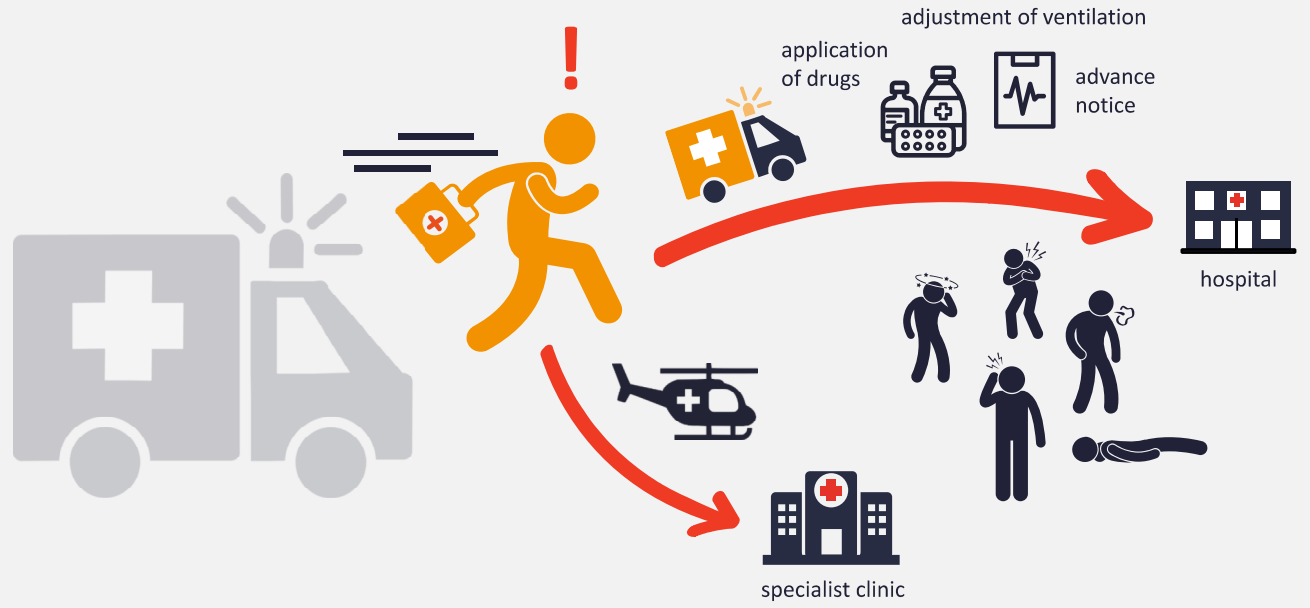 adjustment of ventilation
application
of drugs
advance
notice
!
hospital
specialist clinic